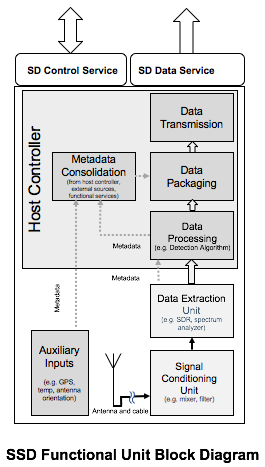 SD Control Service
SD Data Service
Host Controller
Data
Transmission
Metadata
Consolidation
(from host controller,
external sources,
functional services)
Data
Packaging
Data
Processing
(e.g. Detection Algorithm)
Metadata
Metadata
Metadata
Data Extraction
Unit
(e.g. SDR, spectrum
analyzer)
Auxiliary
Inputs
(e.g. GPS,
temp, antenna
orientation)
Signal
Conditioning
Unit
(e.g. mixer, filter)
Antenna and cable
SSD Functional Unit Block Diagram